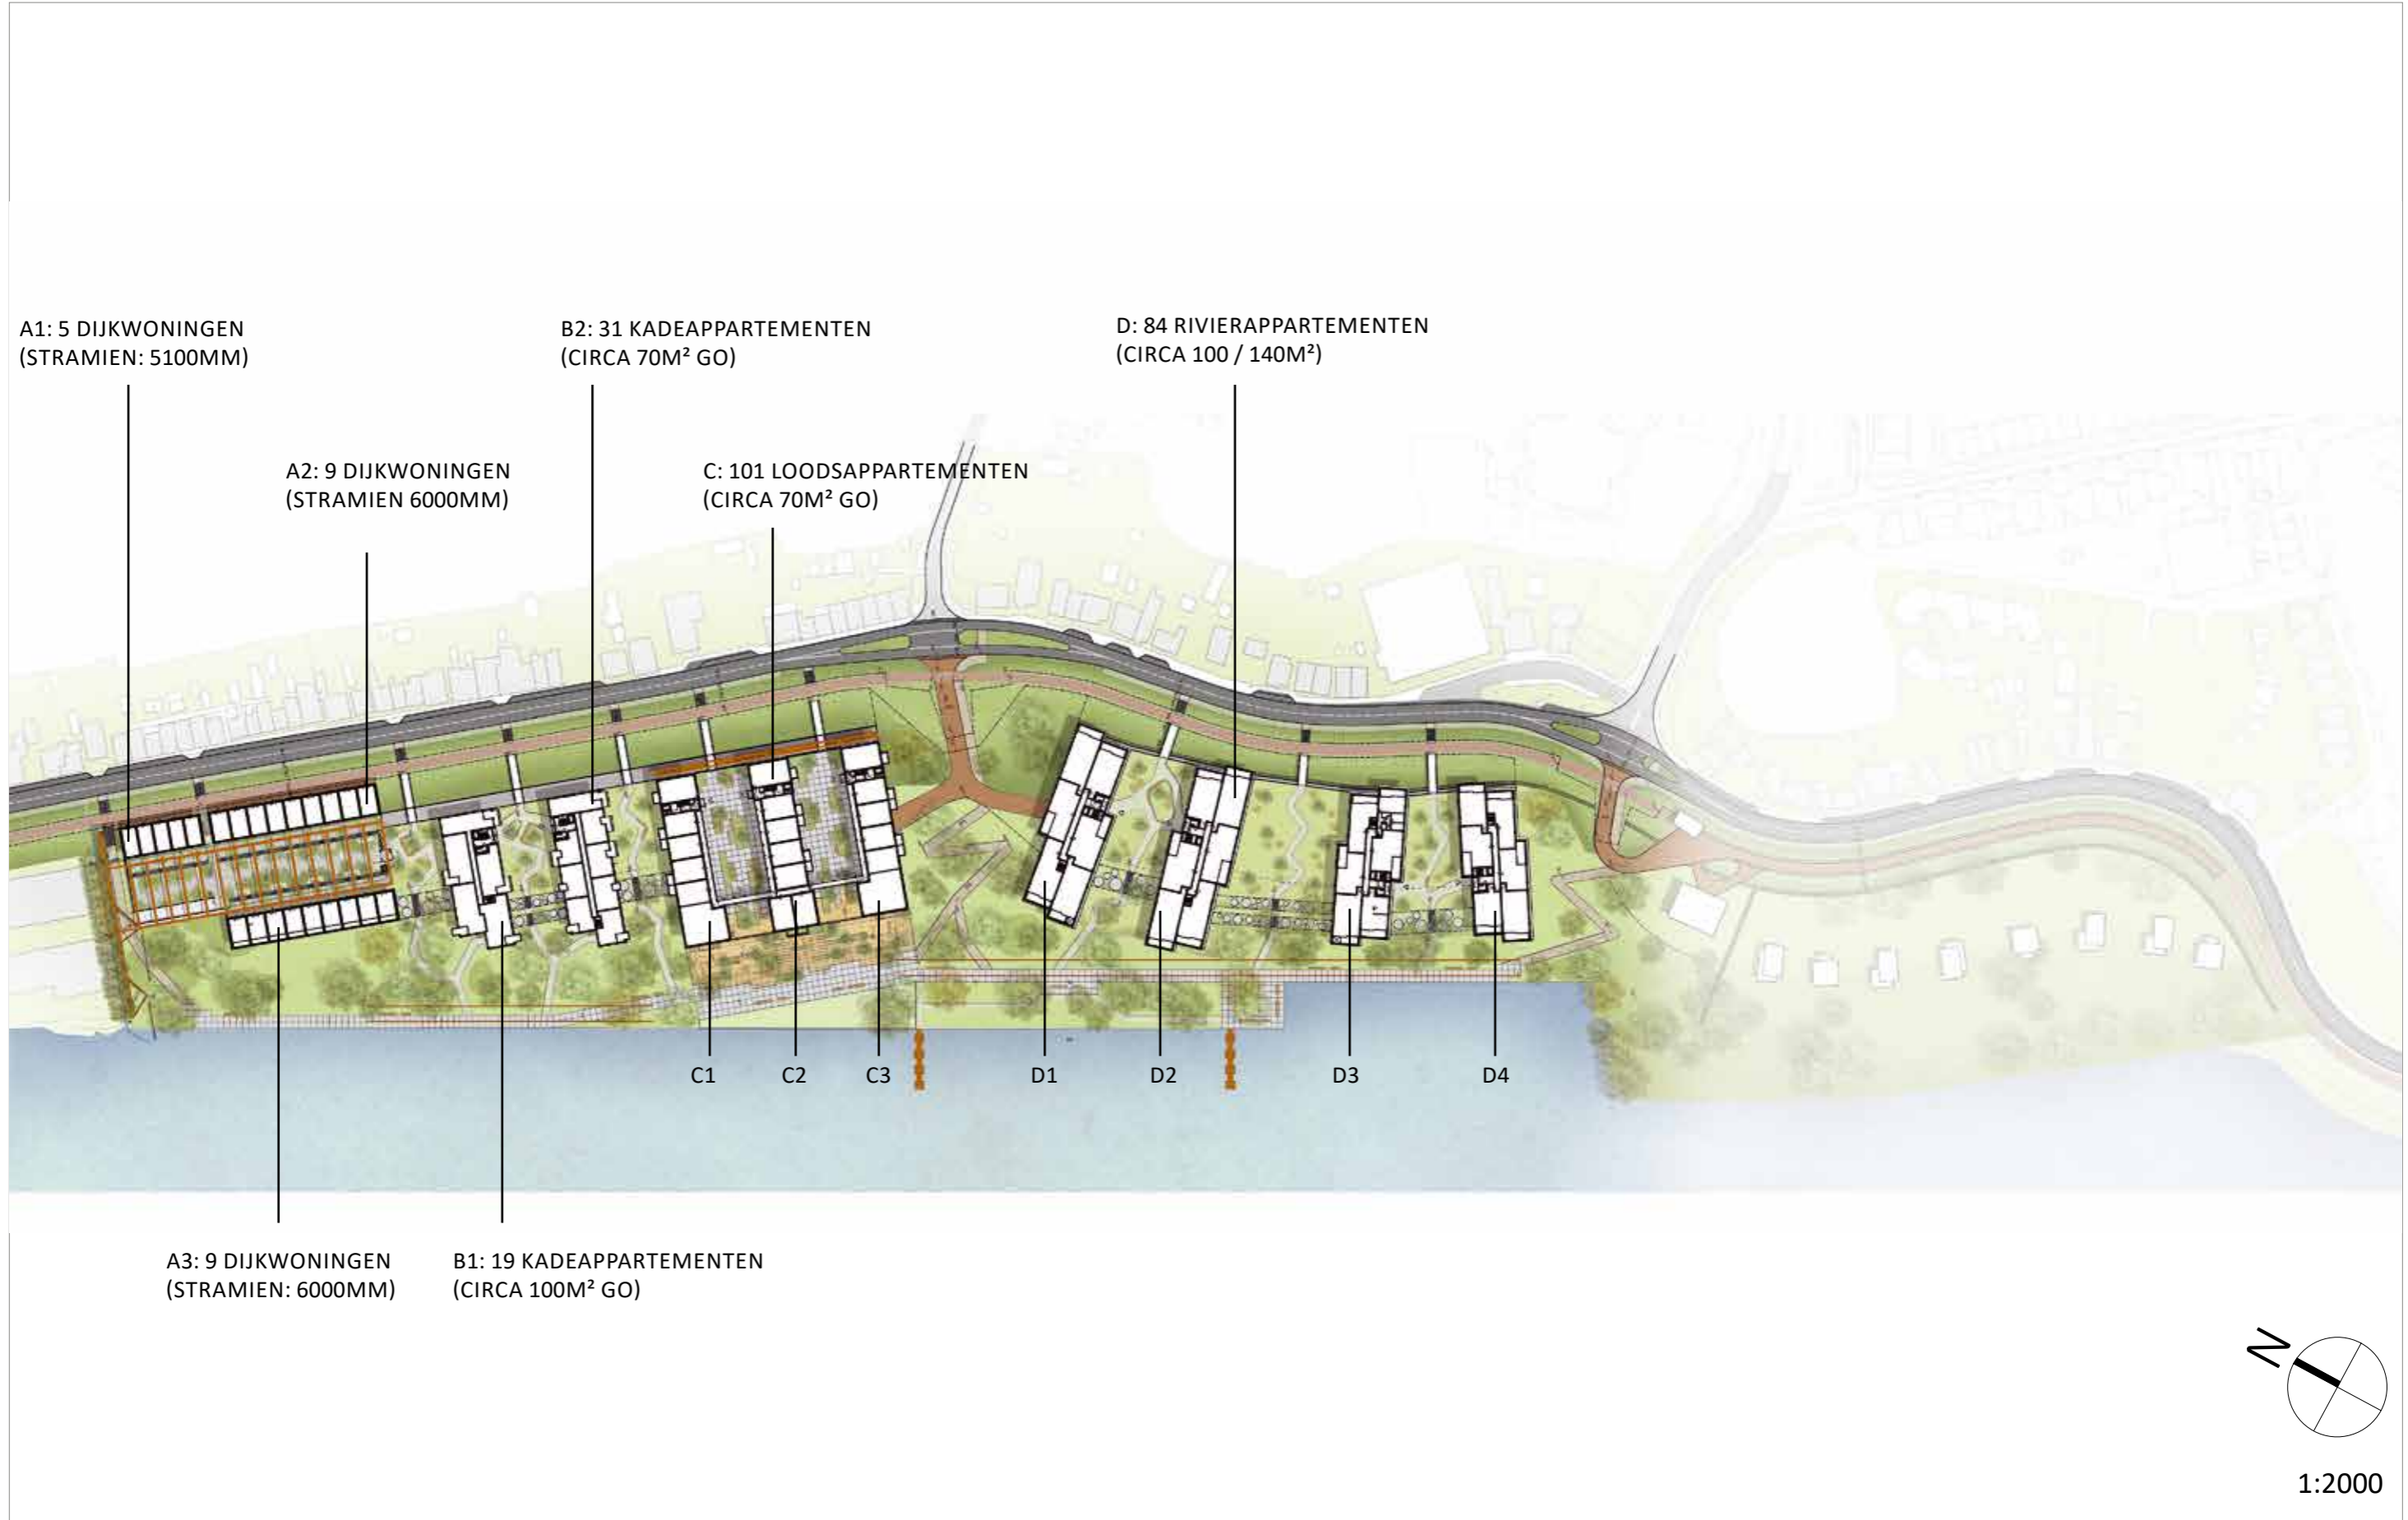 A1: 5 DIJKWONINGEN
(STRAMIEN: 5100MM)
B2: 31 KADEAPPARTEMENTEN
(CIRCA 70M² GO)
D: 84 RIVIERAPPARTEMENTEN
(CIRCA 100 / 140M²)
A2: 9 DIJKWONINGEN
(STRAMIEN 6000MM)
C: 101 LOODSAPPARTEMENTEN
(CIRCA 70M² GO)
C1
C2
C3
D1
D2
D3
D4
A3: 9 DIJKWONINGEN
(STRAMIEN: 6000MM)
B1: 19 KADEAPPARTEMENTEN
(CIRCA 100M² GO)
N
1:2000